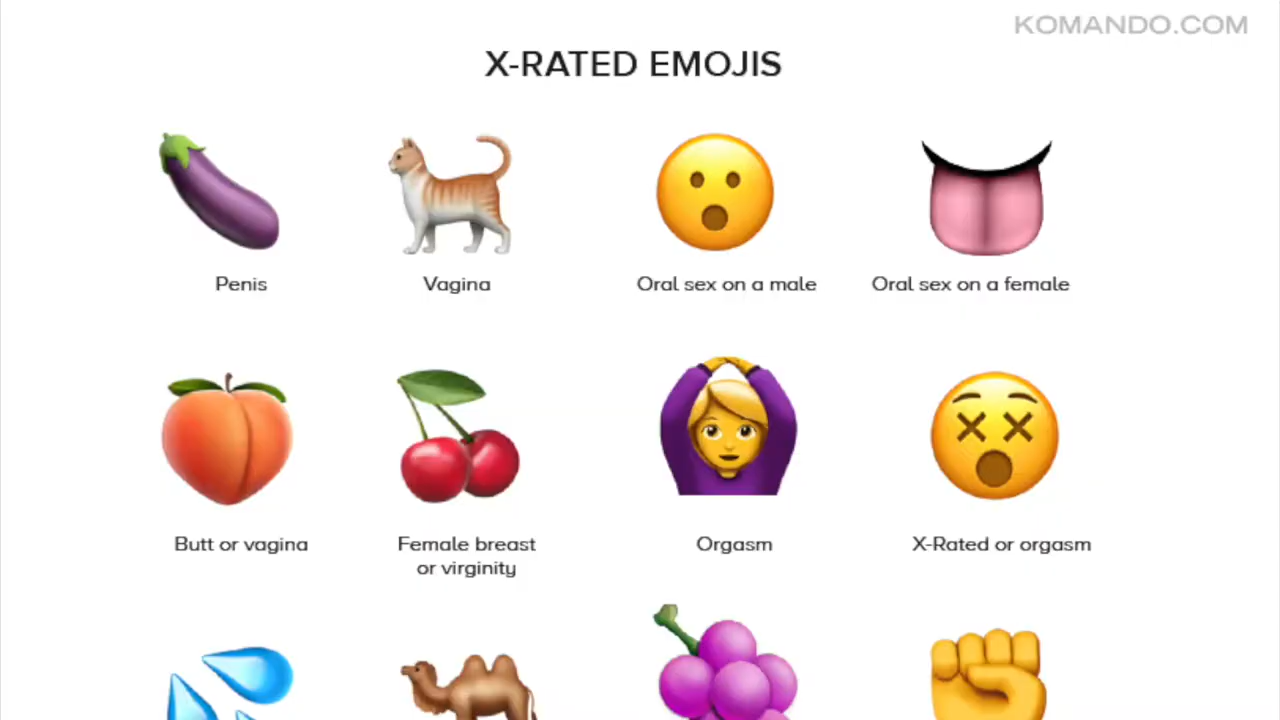 KOMANDO.COM
X-RATED EMOJIS
Penis
Vagina
Oral sex on a male
Oral sex on a female
Butt or vagina
Female breast
or virginity
Orgasm
X-Rated or orgasm